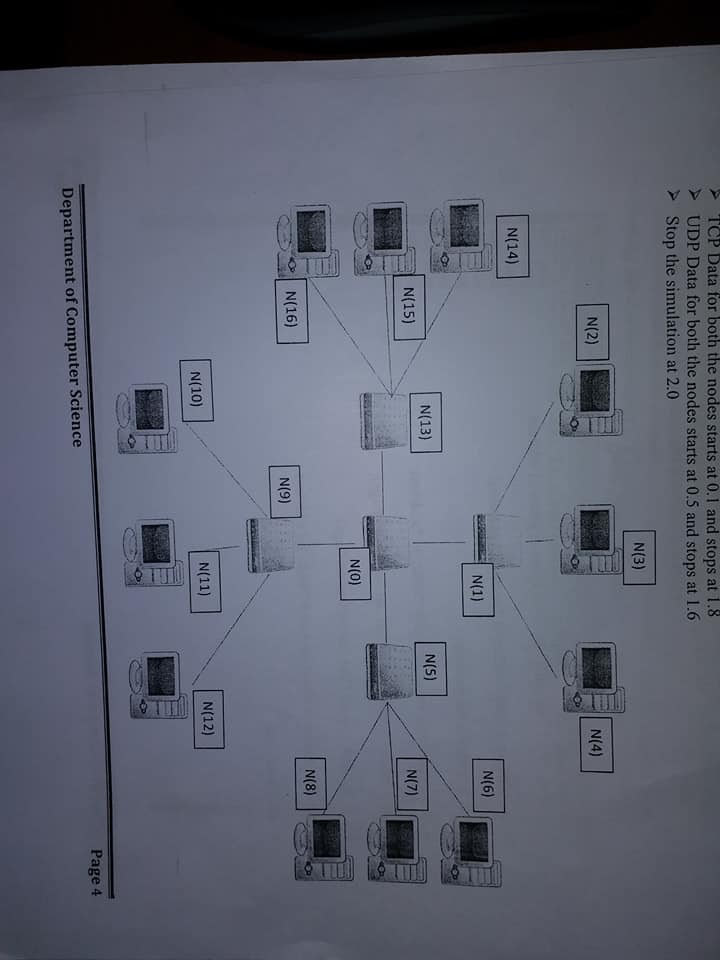 ➤ TCP Data for both the nodes starts at 0.1 and stops at 1.8
➤ UDP Data for both the nodes starts at 0.5 and stops at 1.6
➤ Stop the simulation at 2.0
N(3)
N(2)
N(4)
N(14)
N(6)
N(1)
N(13)
N(5)
N(15)
N(7)
N(0)
N(8)
N(16)
N(9)
N(10)
N(11)
N(12)
Page 4
Department of Computer Science